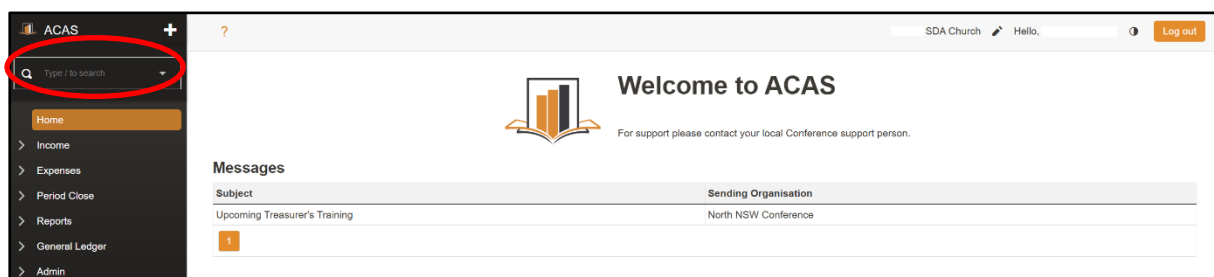 ACAS
Type / to search
Home
Income
Expenses
Period Close
Reports
General Ledger
Admin
?
SDA Church Hello, Log out
Welcome to ACAS
For support please contact your local Conference support person.
Messages
Subject Sending Organisation
Upcoming Treasurer's Training North NSW Conference
1